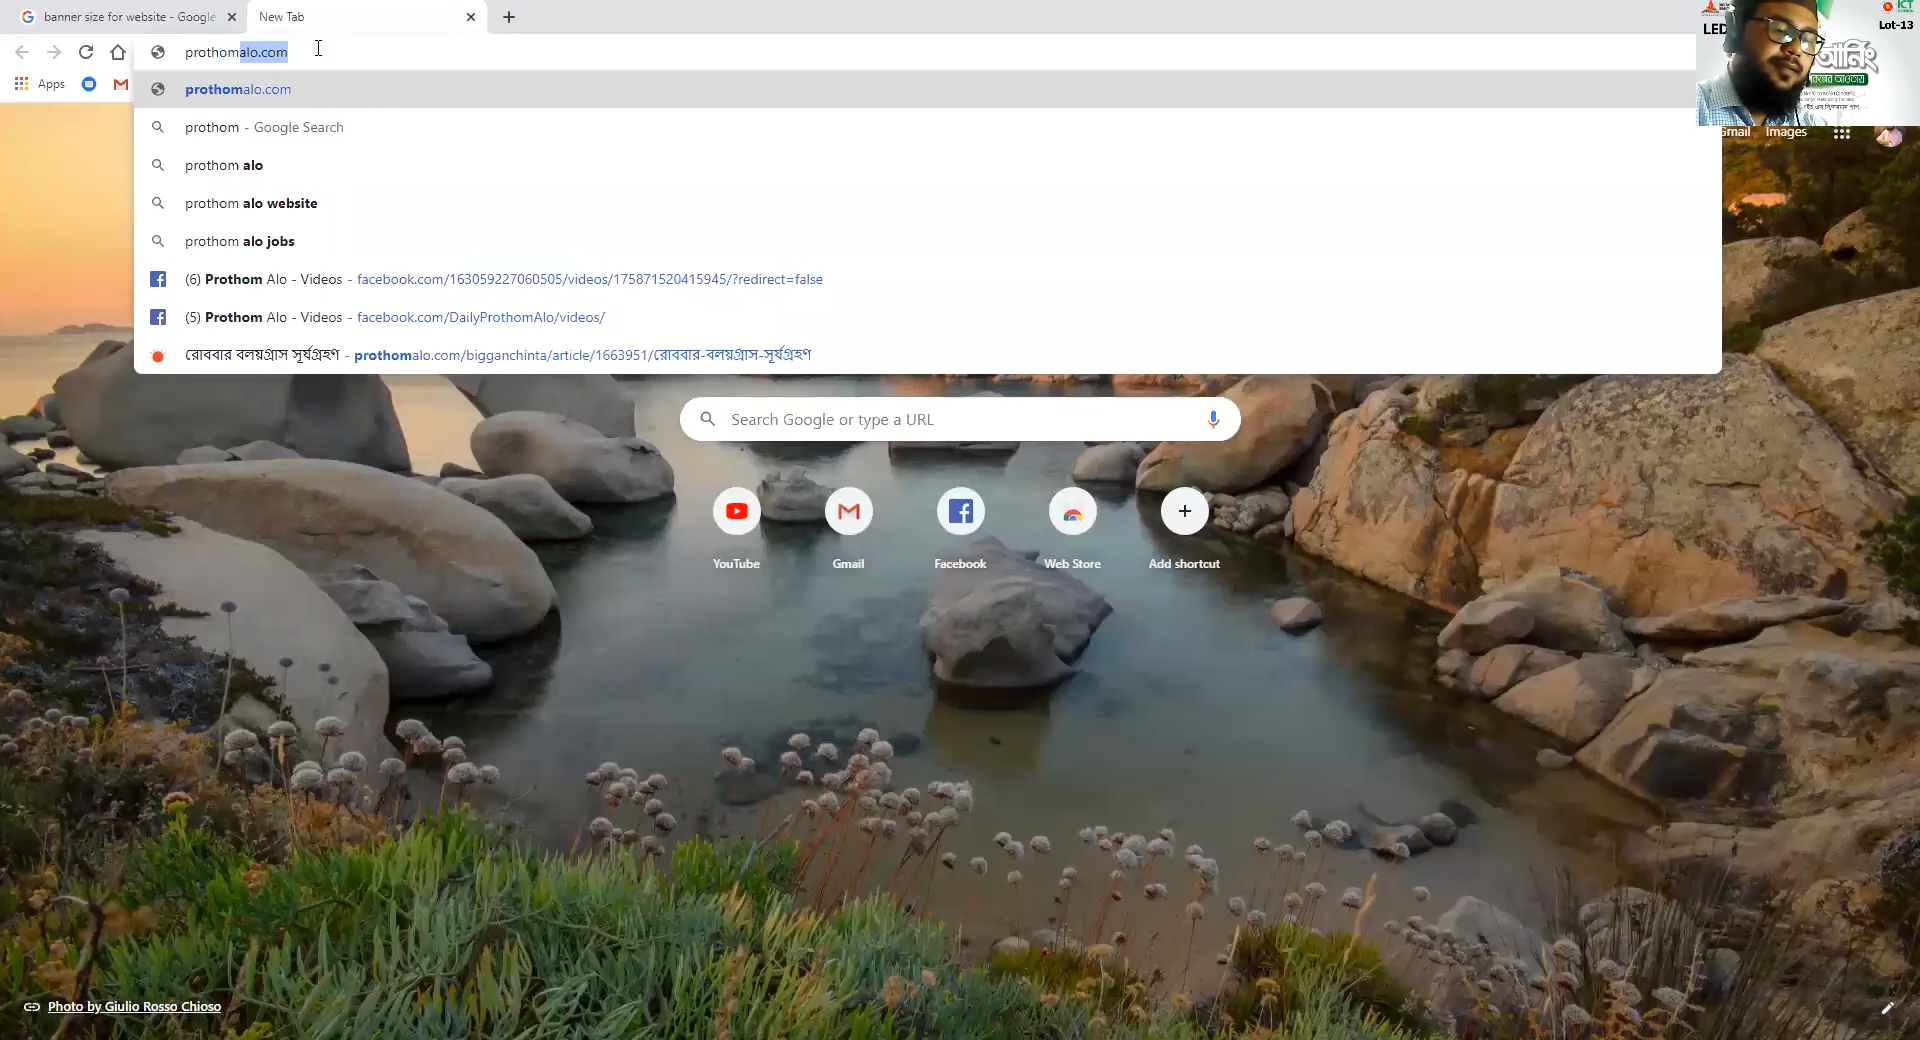 banner size for website - Google
New Tab
prothomalo.com
Apps
prothomalo.com
prothom - Google Search
prothom alo
prothom alo website
prothom alo jobs
(6) Prothom Alo - Videos - facebook.com/163059227060505/videos/175871520415945/?redirect=false
(5) Prothom Alo - Videos - facebook.com/DailyProthomAlo/videos/
রোববার বলয়গ্রাস সূর্যগ্রহণ - prothomalo.com/bigganchinta/article/1663951/রোববার-বলয়গ্রাস-সূর্যগ্রহণ
LED
ICT
Lot-13
Gmail Images
Search Google or type a URL
YouTube Gmail Facebook Web Store Add shortcut
Photo by Giulio Rosso Chioso